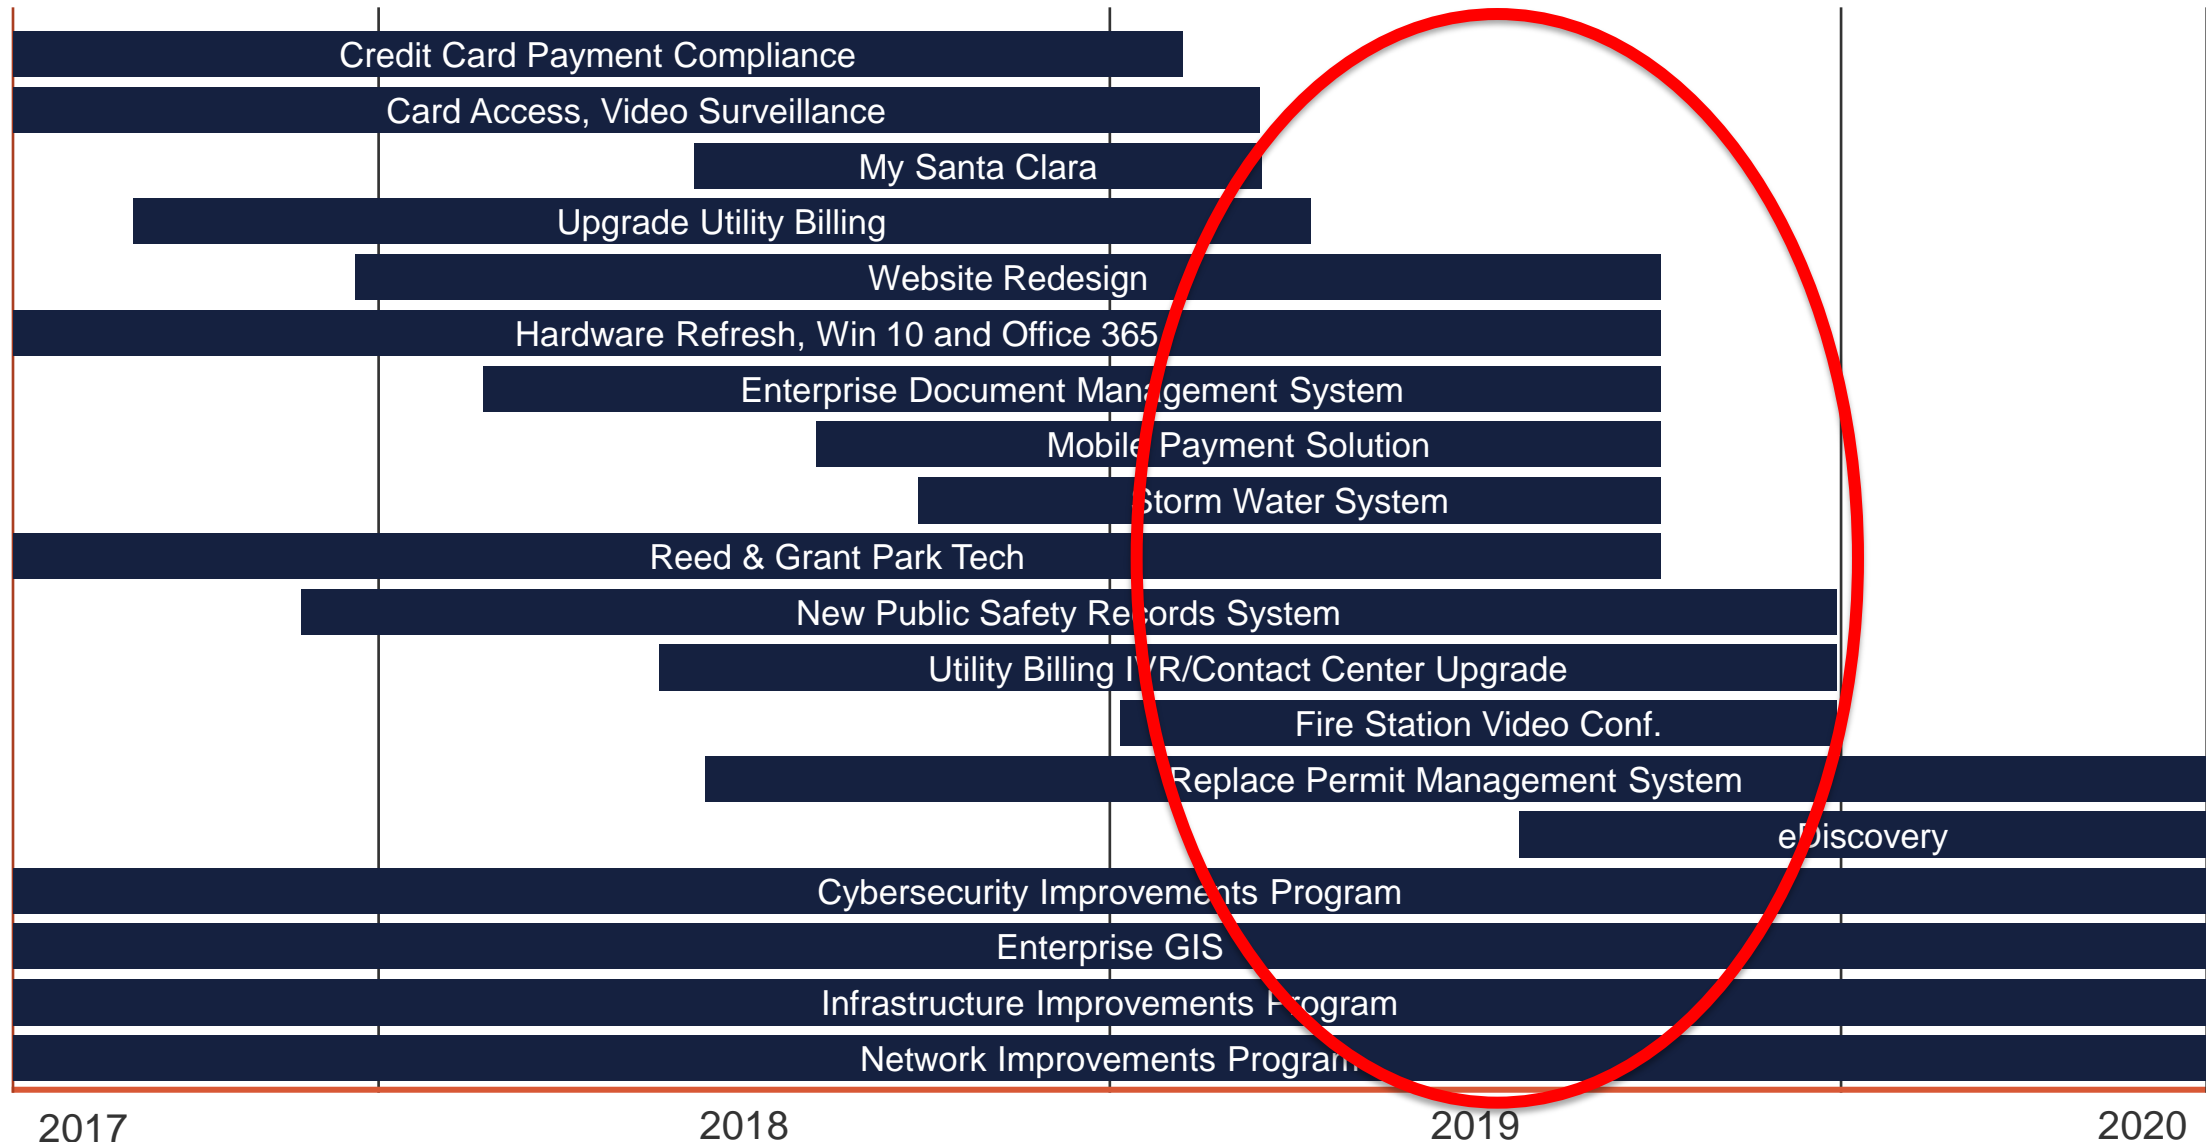 Credit Card Payment Compliance
Card Access, Video Surveillance
My Santa Clara
Upgrade Utility Billing
Website Redesign
Hardware Refresh, Win 10 and Office 365
Enterprise Document Management System
Mobile Payment Solution
Storm Water System
Reed & Grant Park Tech
New Public Safety Records System
Utility Billing IVR/Contact Center Upgrade
Fire Station Video Conf.
Replace Permit Management System
eDiscovery
Cybersecurity Improvements Program
Enterprise GIS
Infrastructure Improvements Program
Network Improvements Program
2017 2018 2019 2020